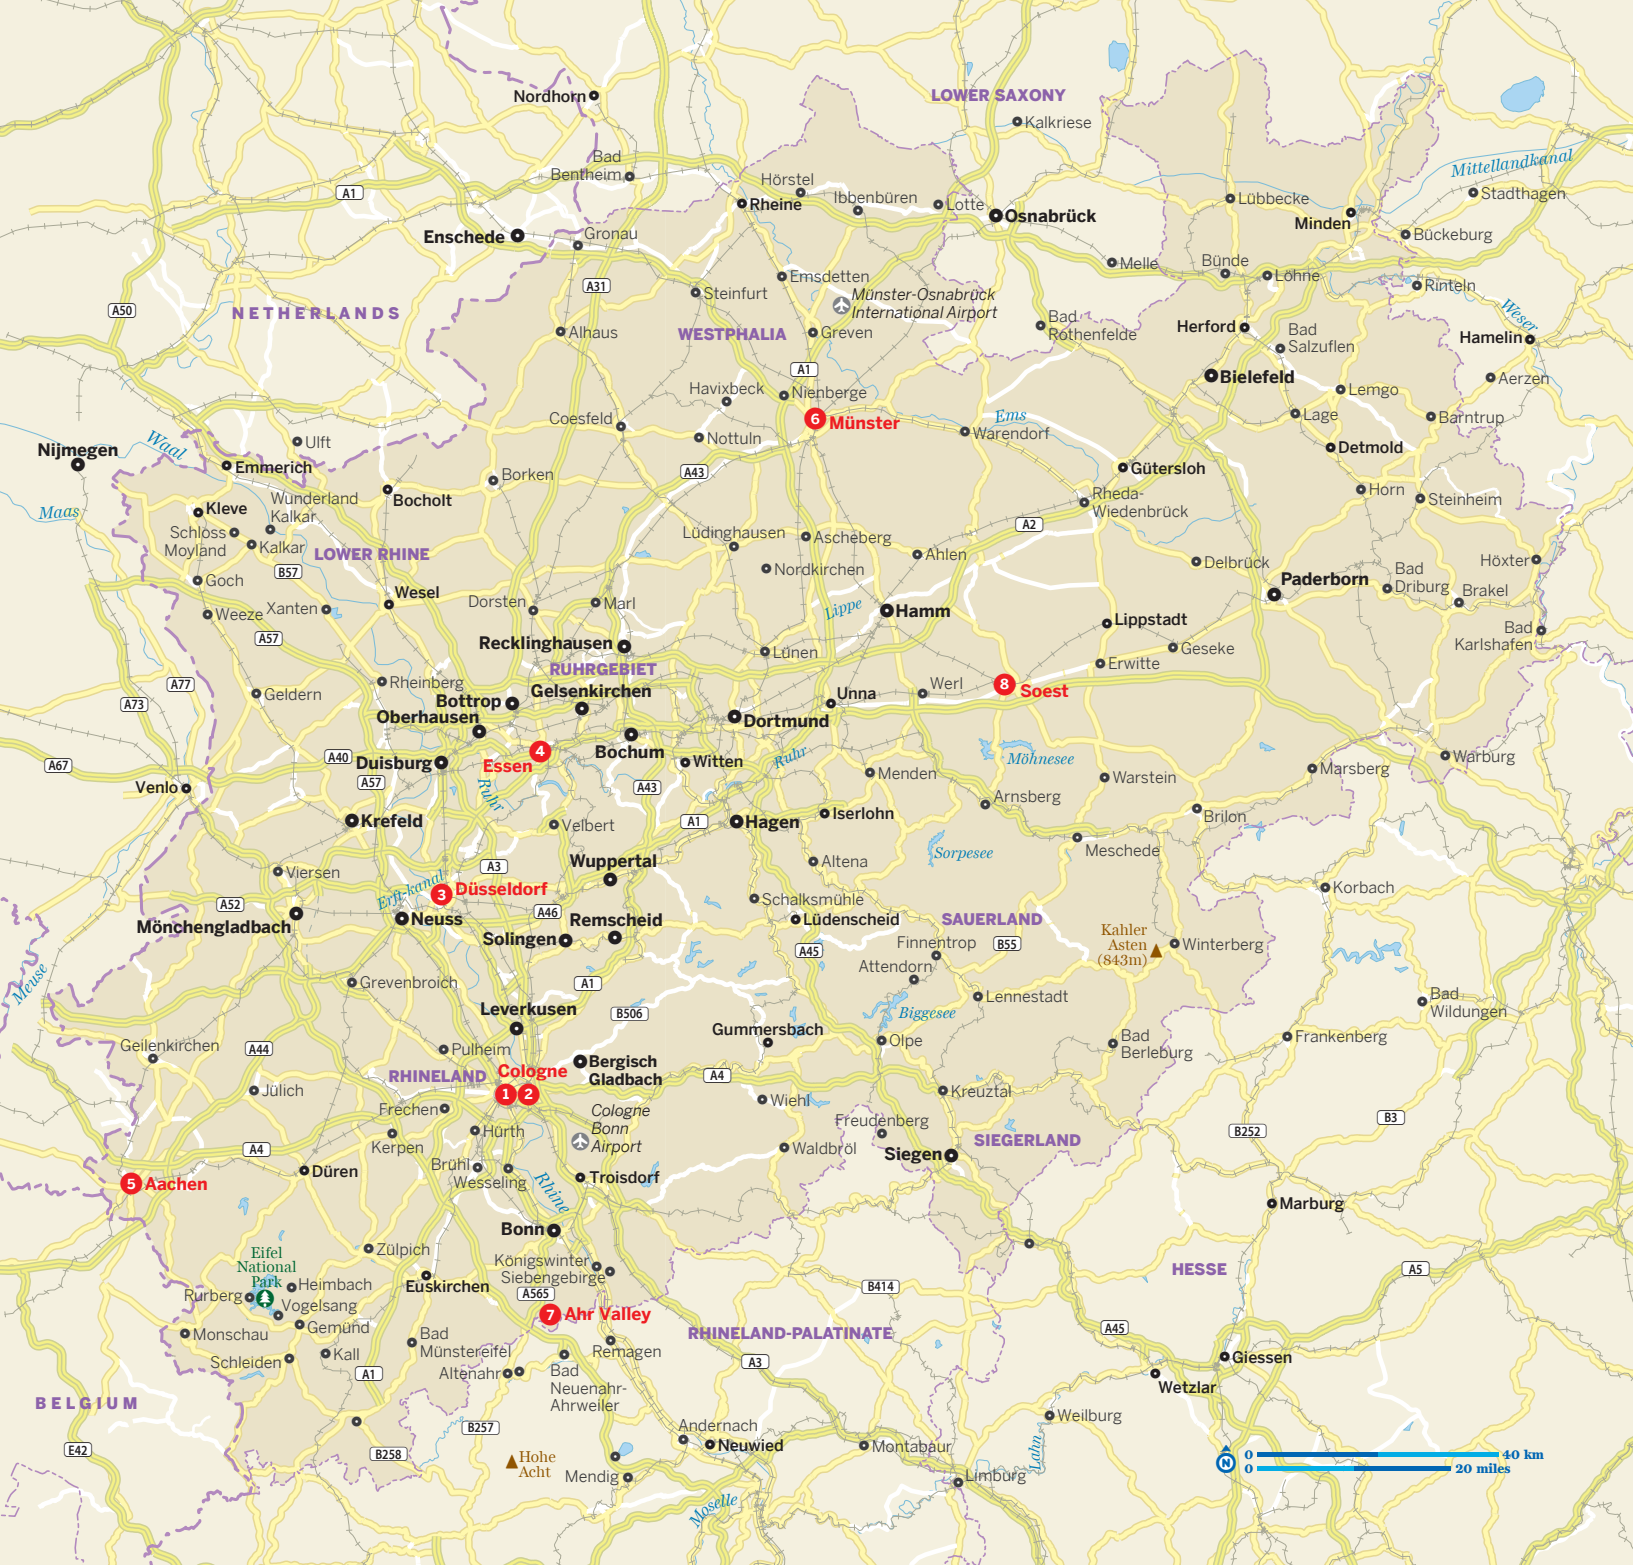 LOWER SAXONY
Nordhorn
Kalkriese
Bad
Bentheim
Mittellandkanal
A1
Hörstel
Ibbenbüren
Lotte
Rheine
Osnabrück
Lübbecke
Minden
Stadthagen
Bückeburg
Enschede
Gronau
Melle
Bünde
Löhne
Rinteln
A31
Steinfurt
Emsdetten
Münster-Osnabrück
International Airport
Weser
A50
NETHERLANDS
Alhaus
WESTPHALIA
Greven
Bad
Rothenfelde
Herford
Bad
Salzuflen
Hamelin
A1
Bielefeld
Aerzen
Havixbeck
Nienberge
Lemgo
Coesfeld
6
Münster
Ems
Warendorf
Lage
Barntrup
Nijmegen
Waal
Ulft
Nottuln
Detmold
Emmerich
A43
Gütersloh
Borken
Bocholt
Horn
Steinheim
Maas
Kleve
Wunderland
Kalkar
Rheda-
Wiedenbrück
Schloss
Moyland
Kalkar
LOWER RHINE
Lüdinghausen
Ascheberg
A2
Ahlen
Delbrück
Höxter
B57
Nordkirchen
Goch
Paderborn
Bad
Driburg
Brakel
Weeze
Xanten
Wesel
Dorsten
Marl
Lippe
Hamm
Lippstadt
Bad
Karlshafen
A57
Recklinghausen
Lünen
Geseke
Erwitte
RUHRGEBIET
A77
Geldern
Rheinberg
Bottrop
Gelsenkirchen
Unna
Werl
8
Soest
A73
Oberhausen
Dortmund
A40
Duisburg
4
Essen
Bochum
Witten
Ruhr
Möhnesee
Warburg
A67
A57
Ruhr
A43
Menden
Warstein
Marsberg
Venlo
Krefeld
Velbert
A1
Hagen
Iserlohn
Arnsberg
Brilon
Meschede
Sorpesee
Viersen
A3
Wuppertal
Altena
Erft-kanal
3
Düsseldorf
Korbach
A52
Mönchengladbach
Neuss
A46
Remscheid
Solingen
Schalksmühle
Lüdenscheid
SAUERLAND
Kahler
Asten
(843m)
Winterberg
Meuse
Finnentrop
B55
A45
Attendorn
Grevenbroich
A1
Lennestadt
Bad
Wildungen
Leverkusen
B506
Biggesee
Gummersbach
Olpe
Frankenberg
Geilenkirchen
A44
Pulheim
Bad
Berleburg
Bergisch
Gladbach
RHINELAND
Cologne
1
2
A4
Jülich
Kreuztal
Frechen
Wiehl
Cologne
Bonn
Airport
Freudenberg
B3
Kerpen
Hürth
SIEGERLAND
B252
A4
Waldbröl
Siegen
Brühl
Wesseling
Düren
Troisdorf
5
Aachen
Rhine
Marburg
Bonn
Zülpich
Eifel
National
Park
Heimbach
Euskirchen
Königswinter
Siebengebirge
HESSE
A5
Rurberg
A565
B414
Vogelsang
7
Ahr Valley
Gemünd
Monschau
Bad
Münstereifel
Remagen
RHINELAND-PALATINATE
A45
Schleiden
Kall
A3
Giessen
A1
Altenahr
Bad
Neuenahr-
Ahrweiler
Wetzlar
BELGIUM
Weilburg
B257
Andernach
Neuwied
Montabaur
Lahn
E42
B258
Hohe
Acht
Mendig
Limburg
Moselle
N
0
40 km
0
20 miles